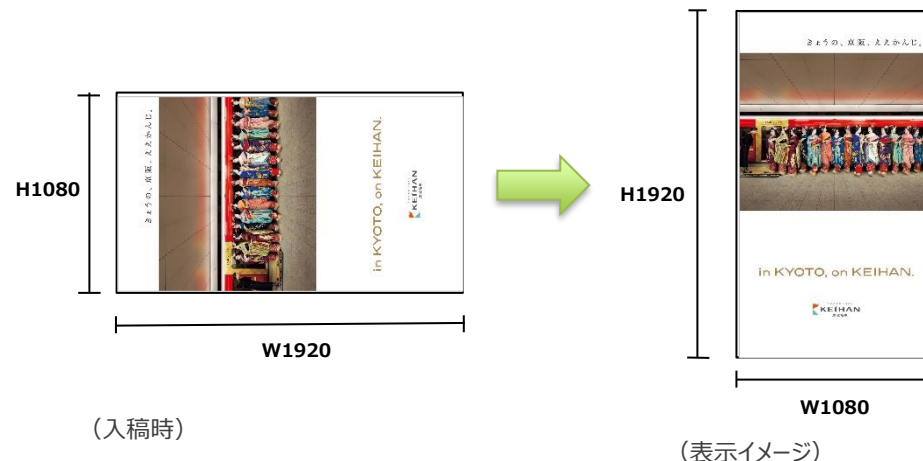 きょうの、京阪、ええかんじ。
in KYOTO, on KEIHAN.
KEIHAN
H1080
W1920
（入稿時）
きょうの、京阪、ええかんじ。
in KYOTO, on KEIHAN.
KEIHAN
H1920
W1080
（表示イメージ）